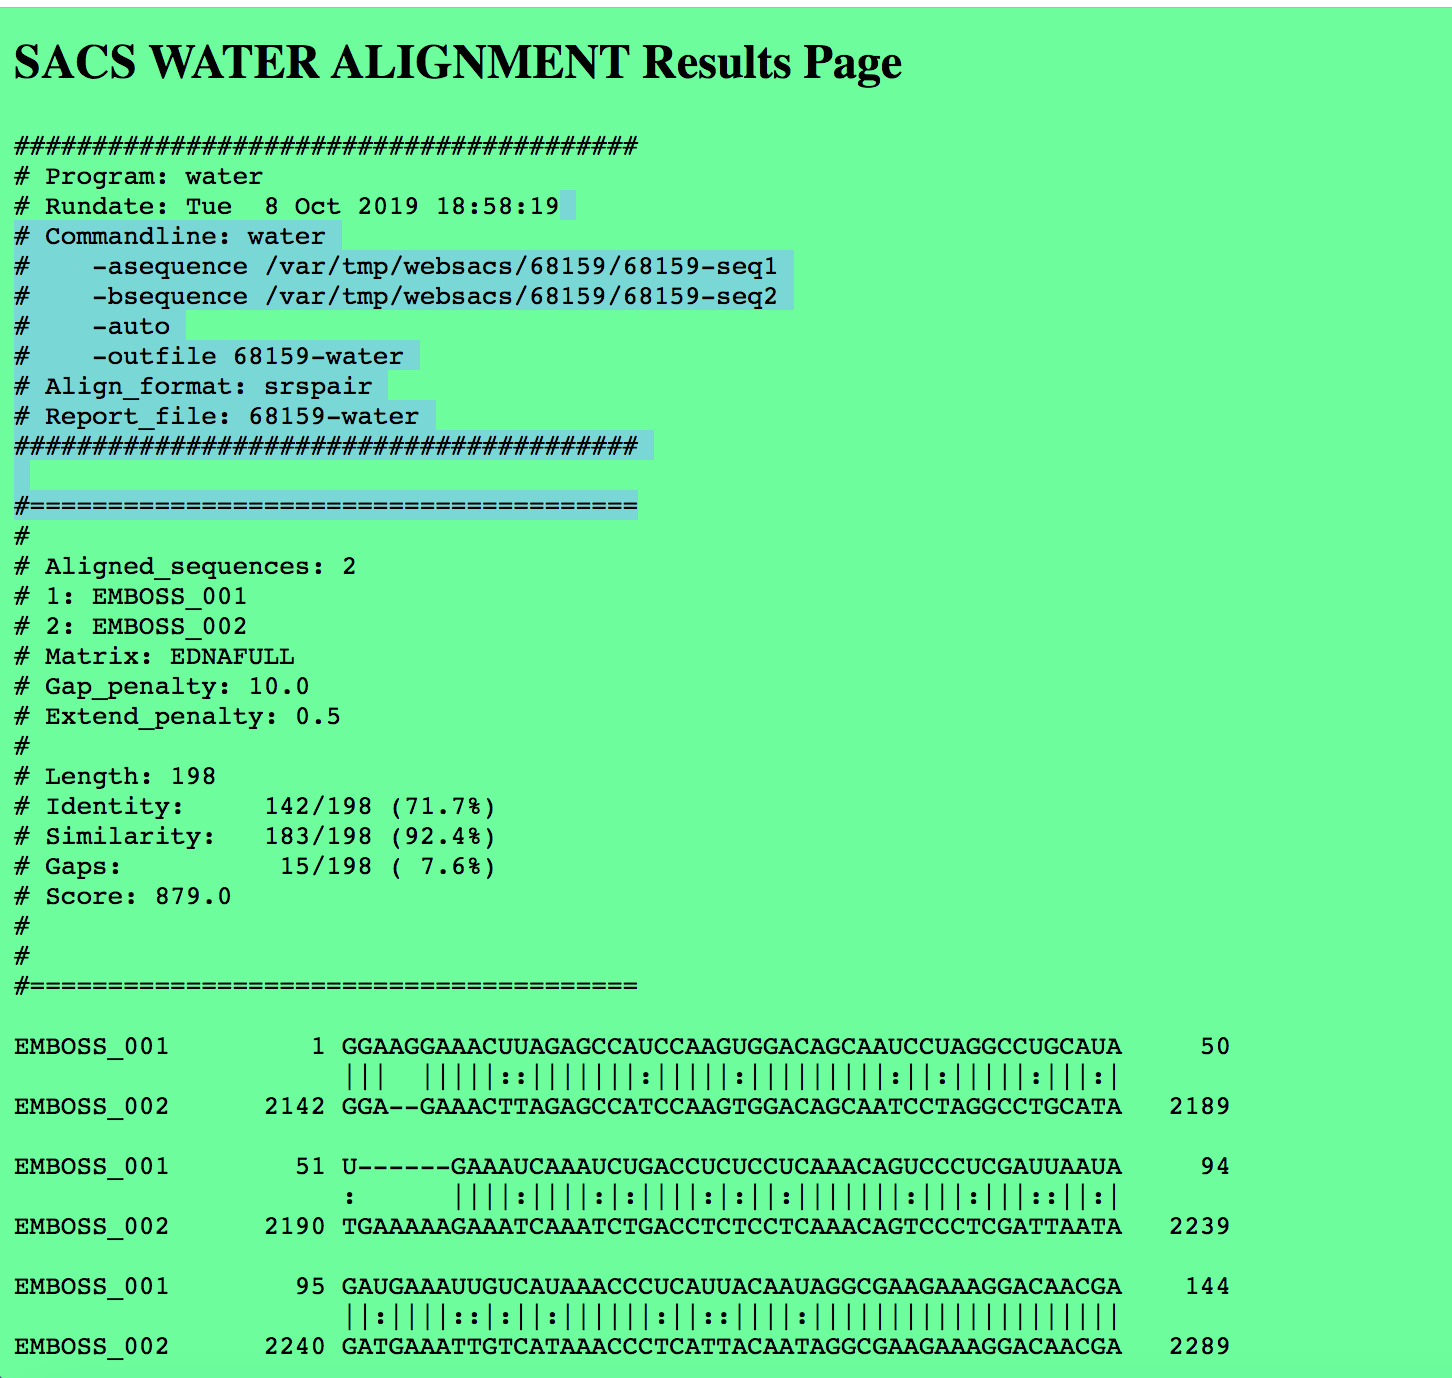 SACS WATER ALIGNMENT Results Page
########################################
# Program: water
# Rundate: Tue  8 Oct 2019 18:58:19
# Commandline: water
#    -asequence /var/tmp/websacs/68159/68159-seq1
#    -bsequence /var/tmp/websacs/68159/68159-seq2
#    -auto
#    -outfile 68159-water
# Align_format: srspair
# Report_file: 68159-water
########################################
#=======================================
#
# Aligned_sequences: 2
# 1: EMBOSS_001
# 2: EMBOSS_002
# Matrix: EDNAFULL
# Gap_penalty: 10.0
# Extend_penalty: 0.5
#
# Length: 198
# Identity:     142/198 (71.7%)
# Similarity:   183/198 (92.4%)
# Gaps:          15/198 ( 7.6%)
# Score: 879.0
#
#
#=======================================
EMBOSS_001         1 GGAAGGAAACUUAGAGCCAUCCAAGUGGACAGCAAUCCUAGGCCUGCAUA     50
                     |||  |||||::|||||||:|||||:|||||||||:||:|||||:|||:|
EMBOSS_002      2142 GGA--GAAACTTAGAGCCATCCAAGTGGACAGCAATCCTAGGCCTGCATA   2189
EMBOSS_001        51 U------GAAAUCAAAUCUGACCUCUCCUCAAACAGUCCCUCGAUUAAUA     94
                     :      ||||:||||:|:||||:|:||:|||||||:|||:|||::||:|
EMBOSS_002      2190 TGAAAAAGAAATCAAATCTGACCTCTCCTCAAACAGTCCCTCGATTAATA   2239
EMBOSS_001        95 GAUGAAAUUGUCAUAAACCCUCAUUACAAUAGGCGAAGAAAGGACAACGA    144
                     ||:||||::|:||:||||||:||::||||:||||||||||||||||||||
EMBOSS_002      2240 GATGAAATTGTCATAAACCCTCATTACAATAGGCGAAGAAAGGACAACGA   2289